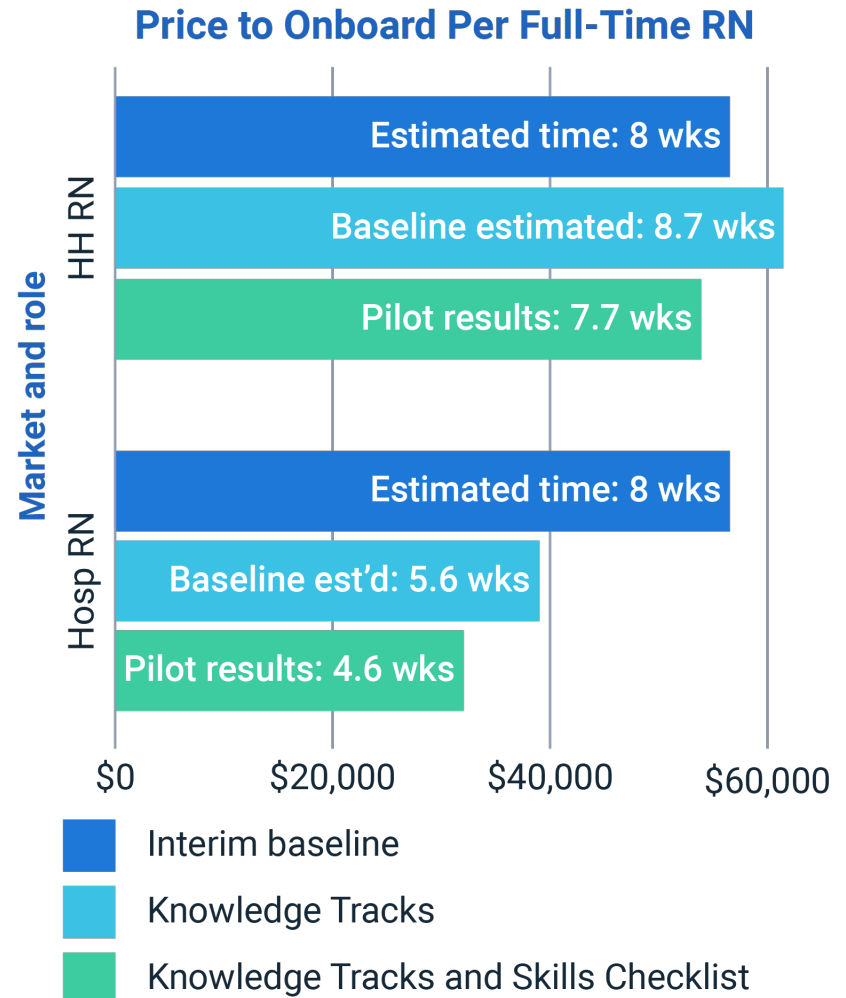 Price to Onboard Per Full-Time RN
Market and role
HH RN
Estimated time: 8 wks
Baseline estimated: 8.7 wks
Pilot results: 7.7 wks
Hosp RN
Estimated time: 8 wks
Baseline est’d: 5.6 wks
Pilot results: 4.6 wks
$0 $20,000 $40,000 $60,000
Interim baseline
Knowledge Tracks
Knowledge Tracks and Skills Checklist